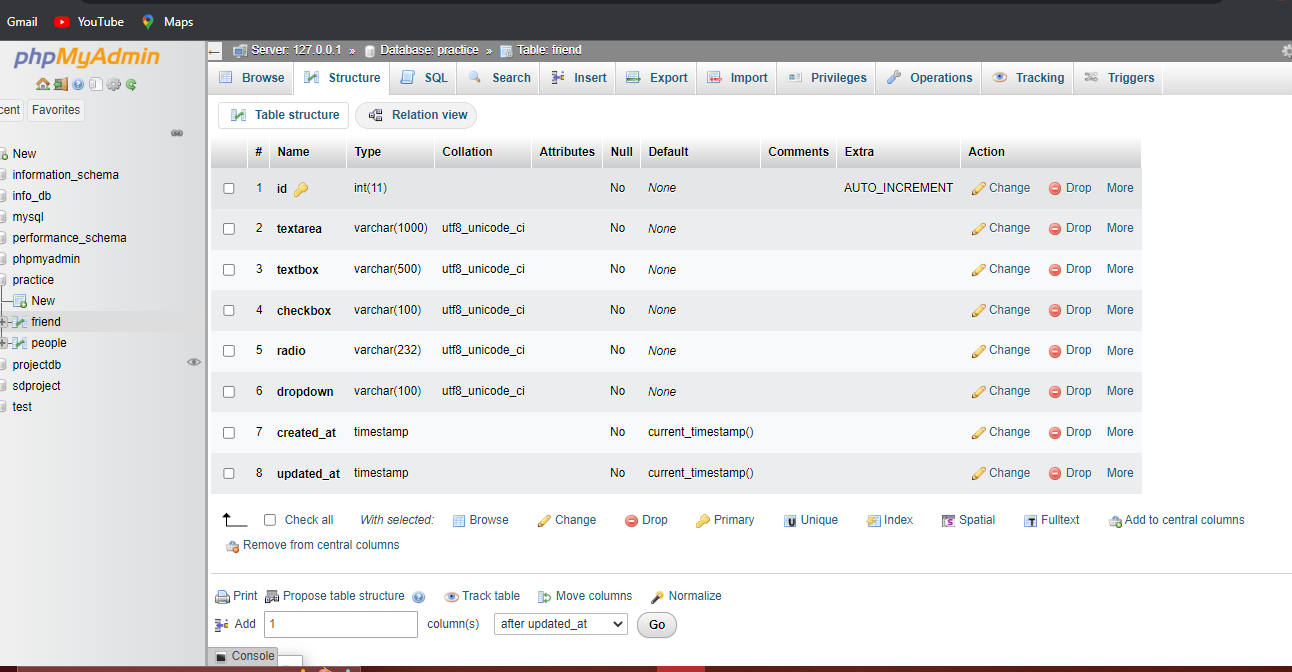 Gmail YouTube Maps
phpMyAdmin
cent Favorites
New
information_schema
info_db
mysql
performance_schema
phpmyadmin
practice
New
friend
people
projectdb
sdproject
test
Server: 127.0.0.1 » Database: practice » Table: friend
Browse Structure SQL Search Insert Export Import Privileges Operations Tracking Triggers
Table structure Relation view
# Name Type Collation Attributes Null Default Comments Extra Action
1 id int(11) No None AUTO_INCREMENT Change Drop More
2 textarea varchar(1000) utf8_unicode_ci No None Change Drop More
3 textbox varchar(500) utf8_unicode_ci No None Change Drop More
4 checkbox varchar(100) utf8_unicode_ci No None Change Drop More
5 radio varchar(232) utf8_unicode_ci No None Change Drop More
6 dropdown varchar(100) utf8_unicode_ci No None Change Drop More
7 created_at timestamp No current_timestamp() Change Drop More
8 updated_at timestamp No current_timestamp() Change Drop More
Check all With selected: Browse Change Drop Primary Unique Index Spatial Fulltext Add to central columns
Remove from central columns
Print Propose table structure Track table Move columns Normalize
Add 1 column(s) after updated_at Go
Console